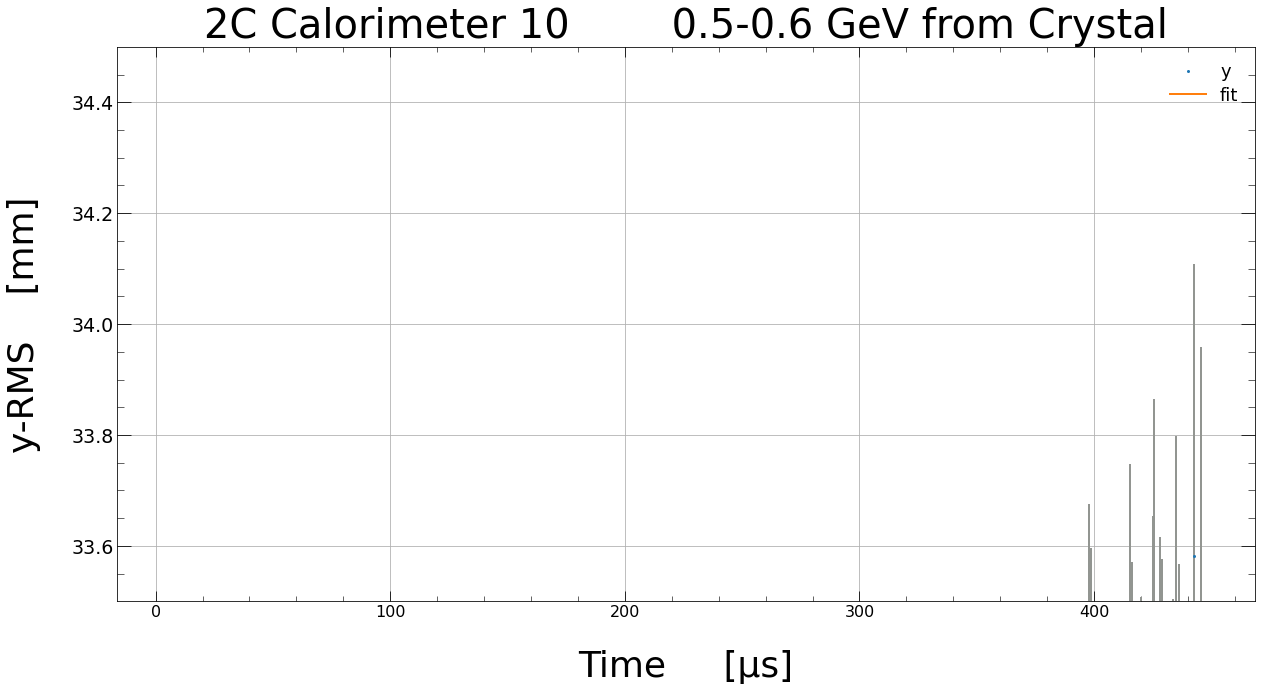 2C Calorimeter 10 0.5-0.6 GeV from Crystal
y
fit
34.4
34.2
34.0
33.8
33.6
y-RMS [mm]
0 100 200 300 400
Time [µs]